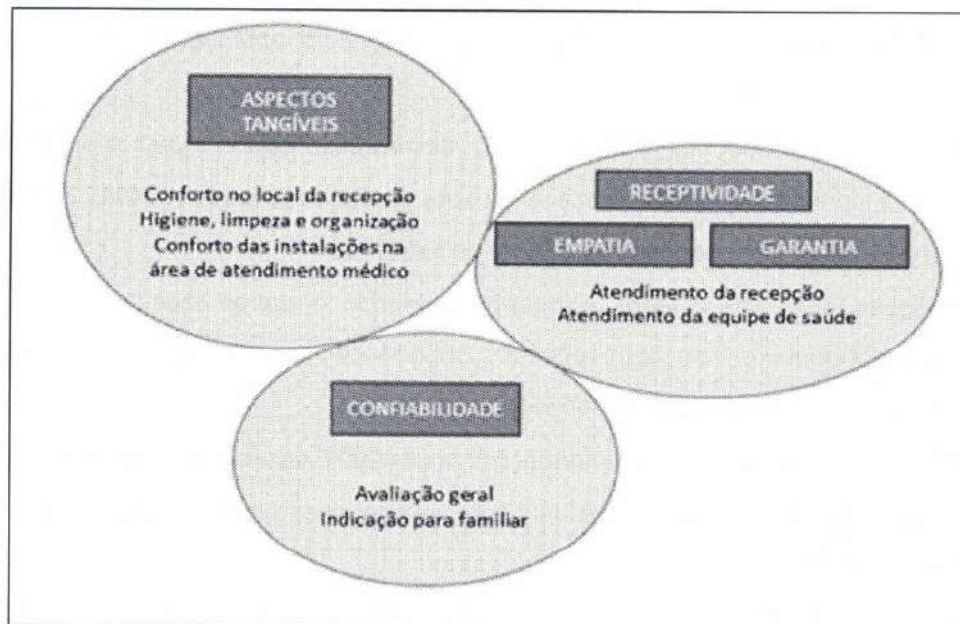 ASPECTOS
TANGÍVEIS
Conforto no local da recepção
Higiene, limpeza e organização
Conforto das instalações na
área de atendimento médico
RECEPTIVIDADE
EMPATIA
GARANTIA
Atendimento da recepção
Atendimento da equipe de saúde
CONFIABILIDADE
Avaliação geral
Indicação para familiar